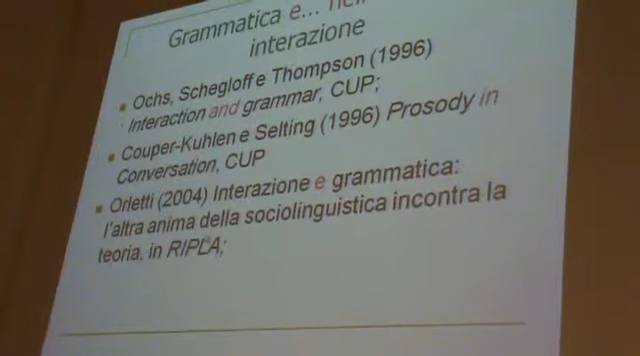 Grammatica e...
interazione
Ochs, Schegloff e Thompson (1996)
Interaction and grammar, CUP;
Couper-Kuhlen e Selting (1996) Prosody in
Conversation, CUP
Orletti (2004) Interazione e grammatica:
l'altra anima della sociolinguistica incontra la
teoria, in RIPLA;